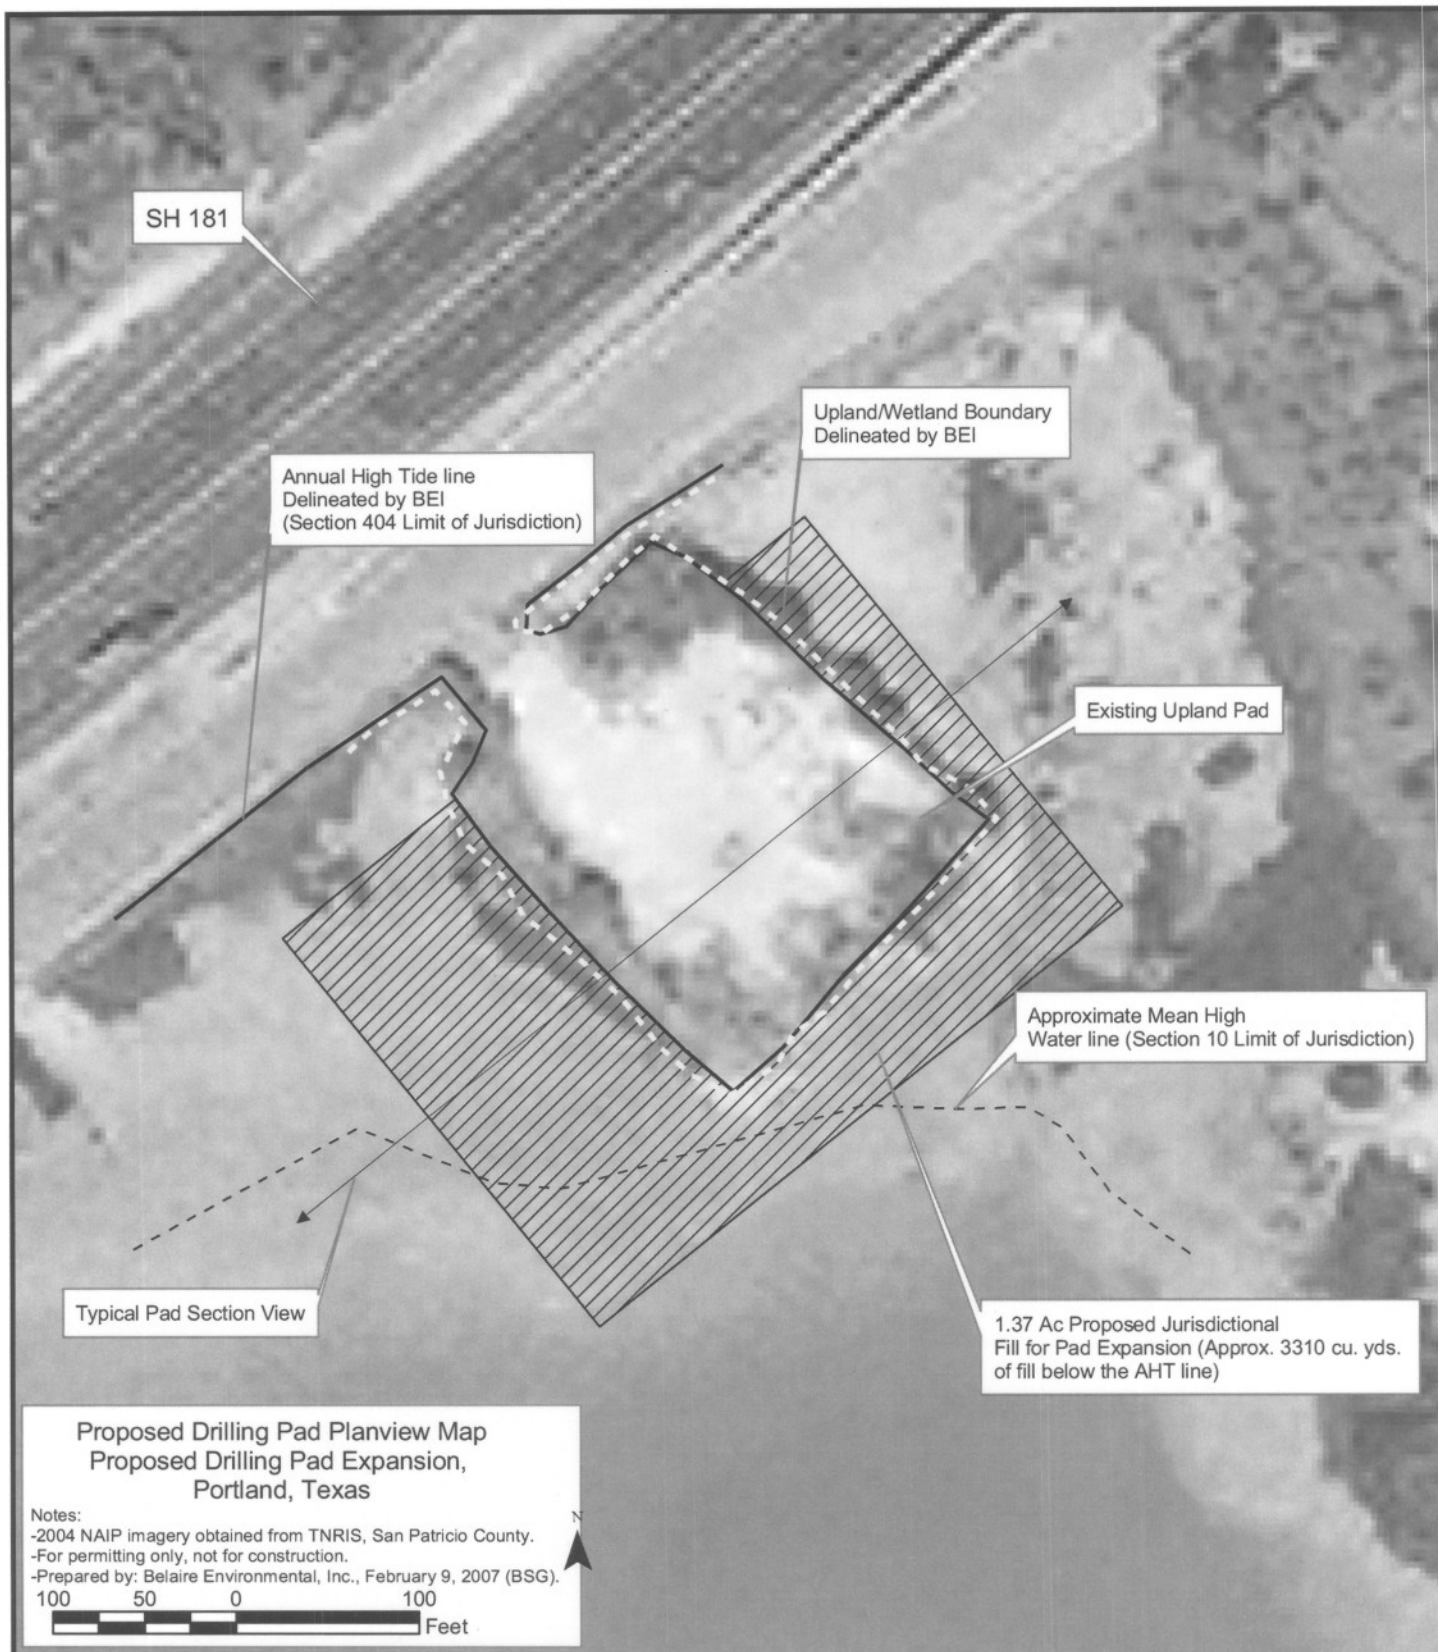 SH 181
Upland/Wetland Boundary
Delineated by BEI
Annual High Tide line
Delineated by BEI
(Section 404 Limit of Jurisdiction)
Existing Upland Pad
Approximate Mean High
Water line (Section 10 Limit of Jurisdiction)
Typical Pad Section View
1.37 Ac Proposed Jurisdictional
Fill for Pad Expansion (Approx. 3310 cu. yds.
of fill below the AHT line)
Proposed Drilling Pad Planview Map
Proposed Drilling Pad Expansion,
Portland, Texas
Notes:
-2004 NAIP imagery obtained from TNRIS, San Patricio County.
-For permitting only, not for construction.
-Prepared by: Belaire Environmental, Inc., February 9, 2007 (BSG).
N
100 50 0 100
Feet